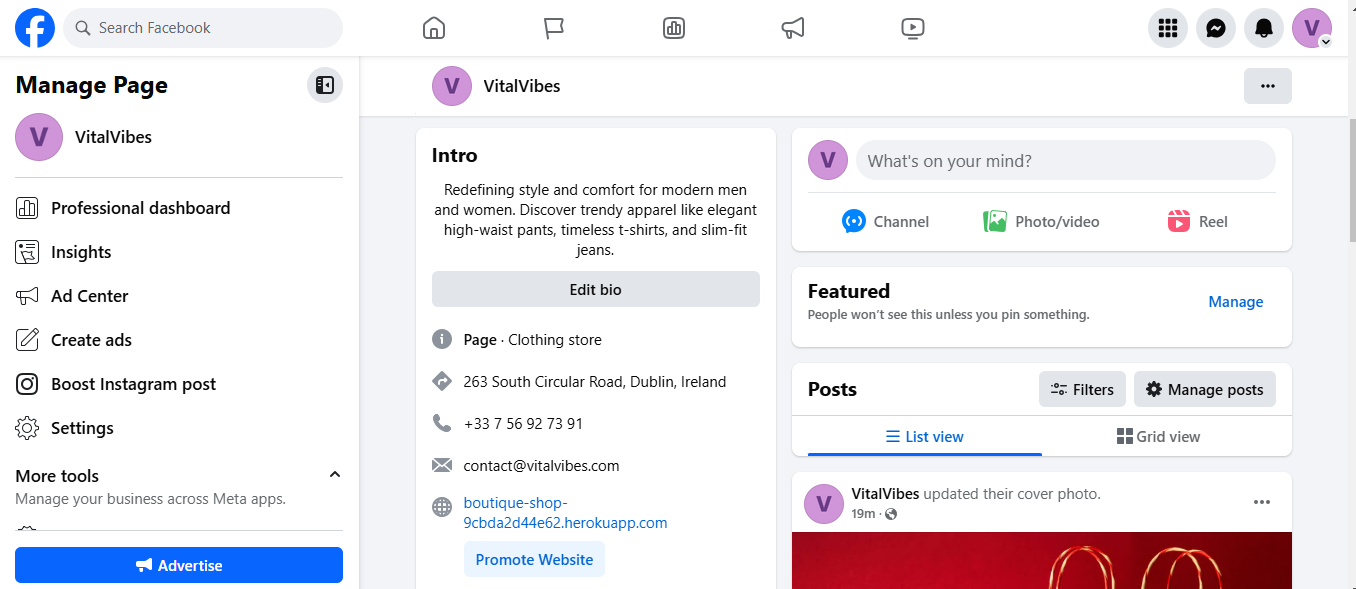 Search Facebook
V
Manage Page
V VitalVibes
Professional dashboard
Insights
Ad Center
Create ads
Boost Instagram post
Settings
More tools
Manage your business across Meta apps.
Advertise
V VitalVibes
Intro
Redefining style and comfort for modern men
and women. Discover trendy apparel like elegant
high-waist pants, timeless t-shirts, and slim-fit
jeans.
Edit bio
Page · Clothing store
263 South Circular Road, Dublin, Ireland
+33 7 56 92 73 91
contact@vitalvibes.com
boutique-shop-
9cbda2d44e62.herokuapp.com
Promote Website
V What's on your mind?
Channel Photo/video Reel
Featured
People won't see this unless you pin something.
Manage
Posts Filters Manage posts
List view Grid view
V VitalVibes updated their cover photo.
19m ·